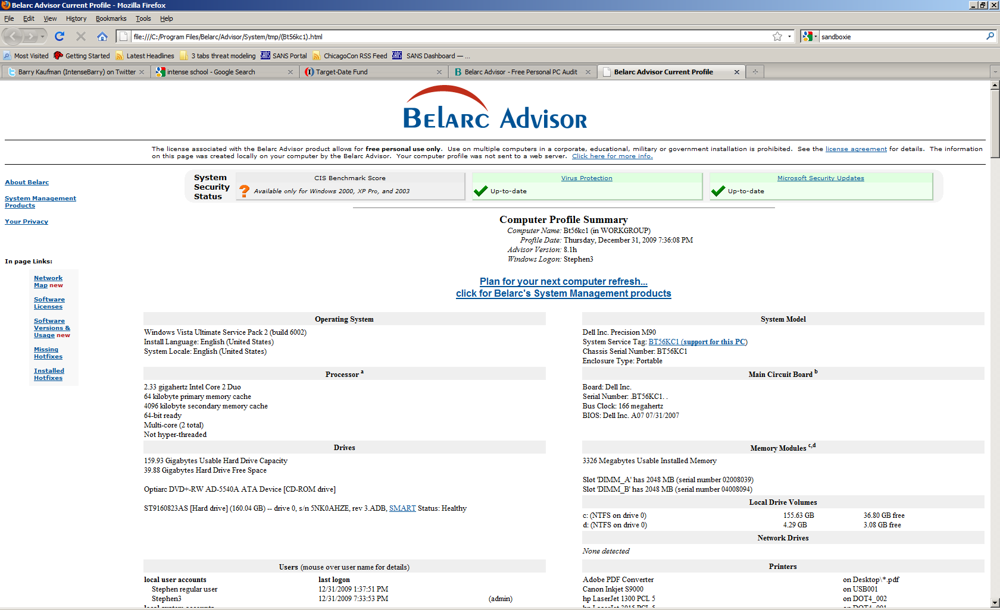 Belarc Advisor Current Profile - Mozilla Firefox
File Edit View History Bookmarks Tools Help
file:///C:/Program Files/Belarc/Advisor/System/tmp/(Bt56kc1).html
sandboxie
Most Visited Getting Started Latest Headlines 3 tabs threat modeling SANS SANS Portal ChicagoCon RSS Feed SANS SANS Dashboard — ...
Barry Kaufman (IntenseBarry) on Twitter intense school - Google Search Target-Date Fund B Belarc Advisor - Free Personal PC Audit Belarc Advisor Current Profile
BELARC ADVISOR
The license associated with the Belarc Advisor product allows for free personal use only. Use on multiple computers in a corporate, educational, military or government installation is prohibited. See the license agreement for details. The information
on this page was created locally on your computer by the Belarc Advisor. Your computer profile was not sent to a web server. Click here for more info.
About Belarc
System Management
Products
Your Privacy
In page Links:
Network
Map new
Software
Licenses
Software
Versions &
Usage new
Missing
Hotfixes
Installed
Hotfixes
System
Security
Status
CIS Benchmark Score
? Available only for Windows 2000, XP Pro, and 2003
Virus Protection
Up-to-date
Microsoft Security Updates
Up-to-date
Computer Profile Summary
Computer Name: Bt56kc1 (in WORKGROUP)
Profile Date: Thursday, December 31, 2009 7:36:08 PM
Advisor Version: 8.1h
Windows Logon: Stephen3
Plan for your next computer refresh...
click for Belarc's System Management products
Operating System
Windows Vista Ultimate Service Pack 2 (build 6002)
Install Language: English (United States)
System Locale: English (United States)
System Model
Dell Inc. Precision M90
System Service Tag: BT56KC1 (support for this PC)
Chassis Serial Number: BT56KC1
Enclosure Type: Portable
Processor a
2.33 gigahertz Intel Core 2 Duo
64 kilobyte primary memory cache
4096 kilobyte secondary memory cache
64-bit ready
Multi-core (2 total)
Not hyper-threaded
Main Circuit Board b
Board: Dell Inc.
Serial Number: .BT56KC1. .
Bus Clock: 166 megahertz
BIOS: Dell Inc. A07 07/31/2007
Drives
159.93 Gigabytes Usable Hard Drive Capacity
39.88 Gigabytes Hard Drive Free Space
Optiarc DVD+-RW AD-5540A ATA Device [CD-ROM drive]
ST9160823AS [Hard drive] (160.04 GB) -- drive 0, s/n 5NK0AHZE, rev 3.ADB, SMART Status: Healthy
Memory Modules c,d
3326 Megabytes Usable Installed Memory
Slot 'DIMM_A' has 2048 MB (serial number 02008039)
Slot 'DIMM_B' has 2048 MB (serial number 04008094)
Local Drive Volumes
c: (NTFS on drive 0) 155.63 GB 36.80 GB free
d: (NTFS on drive 0) 4.29 GB 3.08 GB free
Network Drives
None detected
Users (mouse over user name for details)
local user accounts last logon
Stephen regular user 12/31/2009 1:37:51 PM
Stephen3 12/31/2009 7:33:53 PM (admin)
Printers
Adobe PDF Converter on Desktop\*.pdf
Canon Inkjet S9000 on USB001
hp LaserJet 1300 PCL 5 on DOT4_002